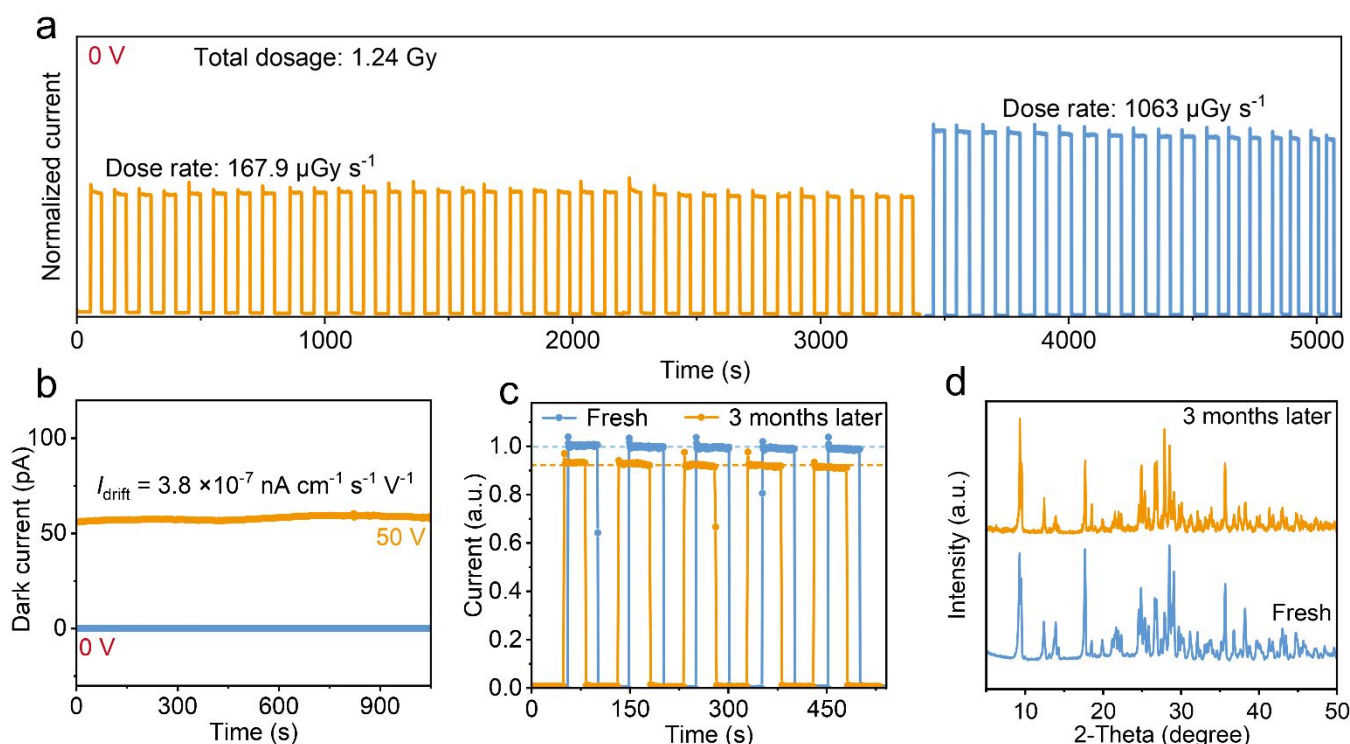 a
0 V
Total dosage: 1.24 Gy
Dose rate: 1063 μGy s⁻¹
Dose rate: 167.9 μGy s⁻¹
Normalized current
0 1000 2000 3000 4000 5000
Time (s)
b
100
50
0
Dark current (pA)
I_drift = 3.8 ×10⁻⁷ nA cm⁻¹ s⁻¹ V⁻¹
50 V
0 V
0 300 600 900
Time (s)
c
Fresh 3 months later
1.0
0.8
0.6
0.4
0.2
0.0
Current (a.u.)
0 150 300 450
Time (s)
d
3 months later
Fresh
Intensity (a.u.)
10 20 30 40 50
2-Theta (degree)